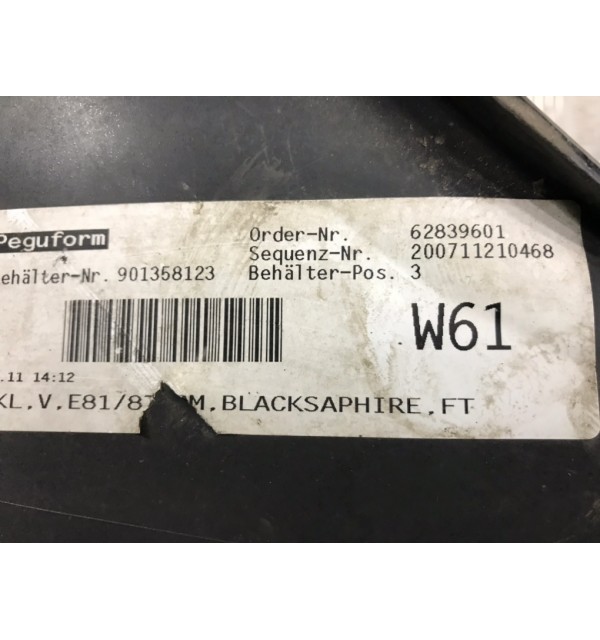 Peguform
Order-Nr. 62839601
Sequenz-Nr. 200711210468
ehälter-Nr. 901358123 Behälter-Pos. 3
W61
.11 14:12
KL,V,E81/87 M,BLACKSAPHIRE,FT